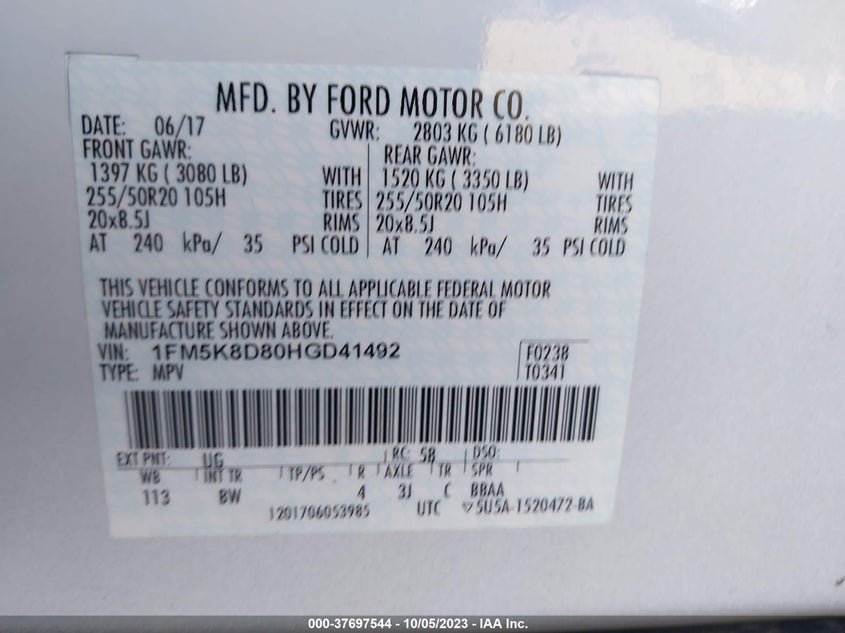 MFD. BY FORD MOTOR CO.
DATE: 06/17 GVWR: 2803 KG ( 6180 LB)
FRONT GAWR: REAR GAWR:
1397 KG ( 3080 LB) WITH 1520 KG ( 3350 LB) WITH
255/50R20 105H TIRES 255/50R20 105H TIRES
20x8.5J RIMS 20x8.5J RIMS
AT 240 kPa/ 35 PSI COLD AT 240 kPa/ 35 PSI COLD
THIS VEHICLE CONFORMS TO ALL APPLICABLE FEDERAL MOTOR
VEHICLE SAFETY STANDARDS IN EFFECT ON THE DATE OF
MANUFACTURE SHOWN ABOVE.
VIN: 1FM5K8D80HGD41492 F0238
TYPE: MPV T0341
EXT PNT: UG RC: 58 DSO:
WB INT TR TP/PS R AXLE TR SPR
113 BW 4 3J C BBAA
1201706053985 UTC ▽5U5A-1520472-BA
000-37697544 - 10/05/2023 - IAA Inc.